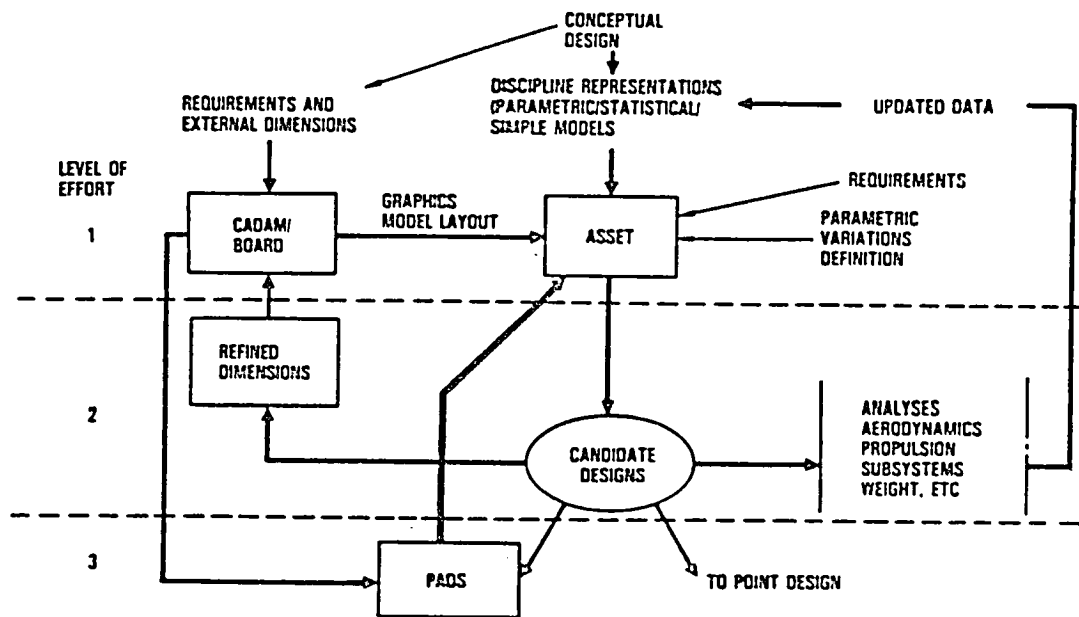 CONCEPTUAL
DESIGN
REQUIREMENTS AND
EXTERNAL DIMENSIONS
DISCIPLINE REPRESENTATIONS
(PARAMETRIC/STATISTICAL/
SIMPLE MODELS
UPDATED DATA
LEVEL OF
EFFORT
1
CADAM/
BOARD
GRAPHICS
MODEL LAYOUT
ASSET
REQUIREMENTS
PARAMETRIC
VARIATIONS
DEFINITION
2
REFINED
DIMENSIONS
CANDIDATE
DESIGNS
ANALYSES
AERODYNAMICS
PROPULSION
SUBSYSTEMS
WEIGHT, ETC
3
PADS
TO POINT DESIGN